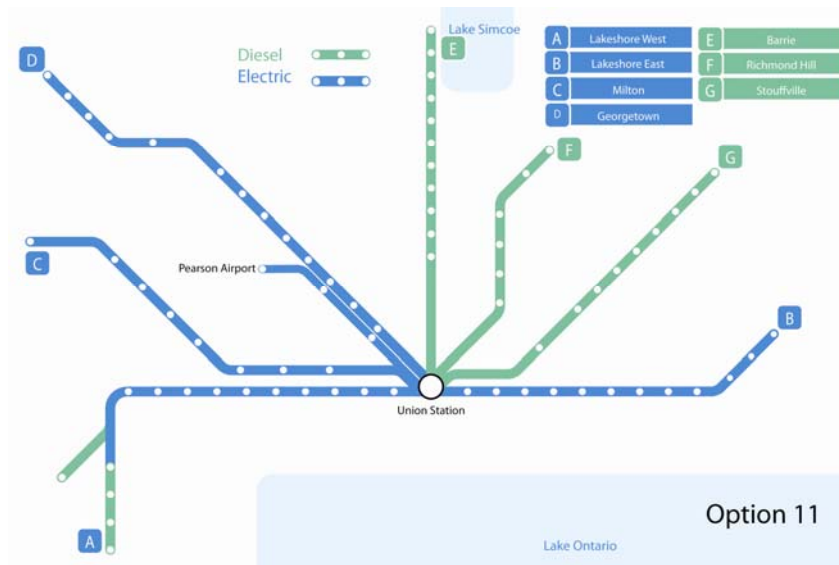 Lake Simcoe
Diesel
Electric
A Lakeshore West
B Lakeshore East
C Milton
D Georgetown
E Barrie
F Richmond Hill
G Stouffville
D
E
F
G
C
Pearson Airport
B
Union Station
A
Option 11
Lake Ontario